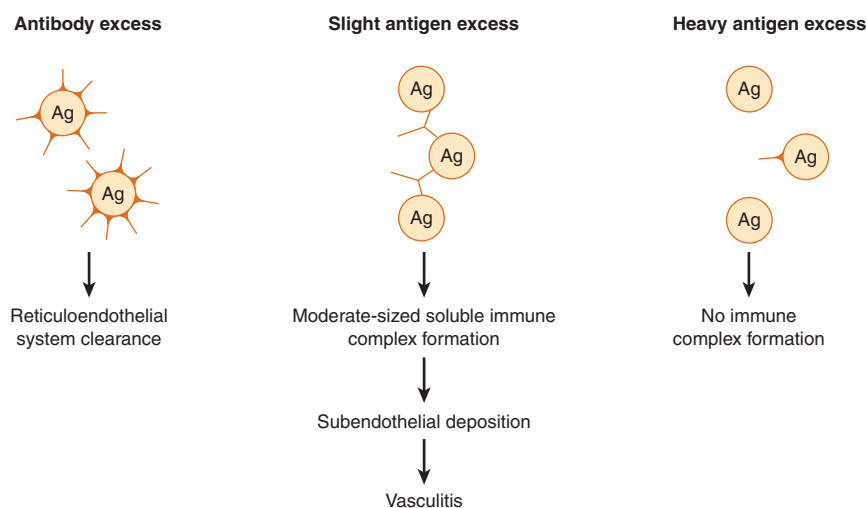 Antibody excess
Ag
Ag
Reticuloendothelial
system clearance
Slight antigen excess
Ag
Ag
Ag
Moderate-sized soluble immune
complex formation
Subendothelial deposition
Vasculitis
Heavy antigen excess
Ag
Ag
Ag
No immune
complex formation